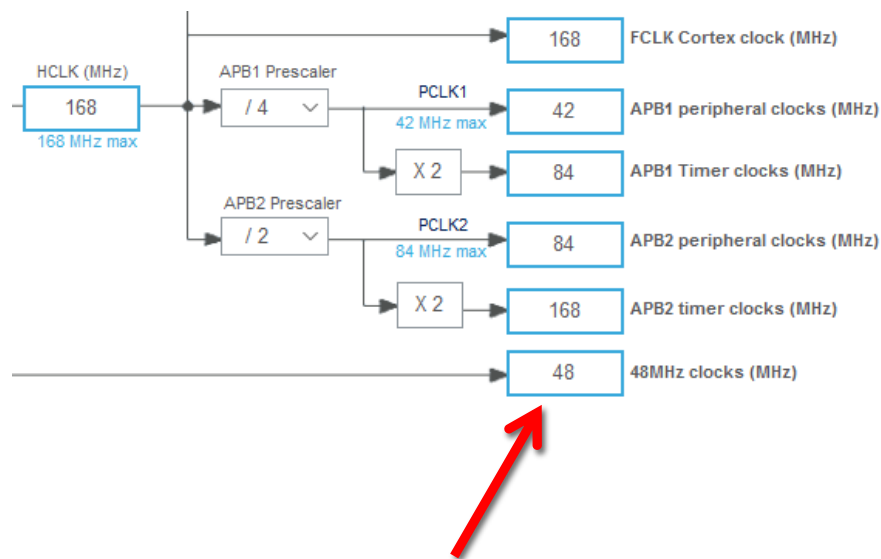 168 FCLK Cortex clock (MHz)
HCLK (MHz) APB1 Prescaler
168 / 4 PCLK1 42 APB1 peripheral clocks (MHz)
168 MHz max 42 MHz max
X 2 84 APB1 Timer clocks (MHz)
APB2 Prescaler
/ 2 PCLK2 84 APB2 peripheral clocks (MHz)
84 MHz max
X 2 168 APB2 timer clocks (MHz)
48 48MHz clocks (MHz)